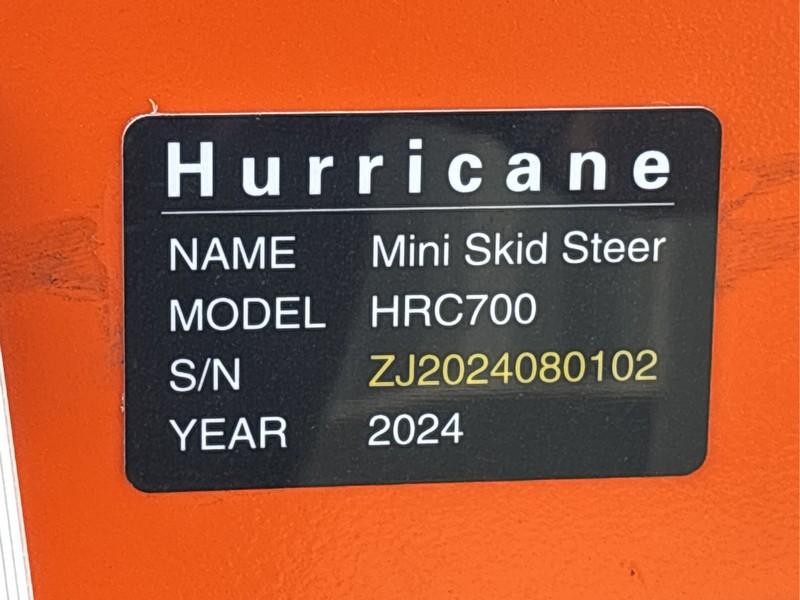 Hurricane
NAME Mini Skid Steer
MODEL HRC700
S/N ZJ2024080102
YEAR 2024